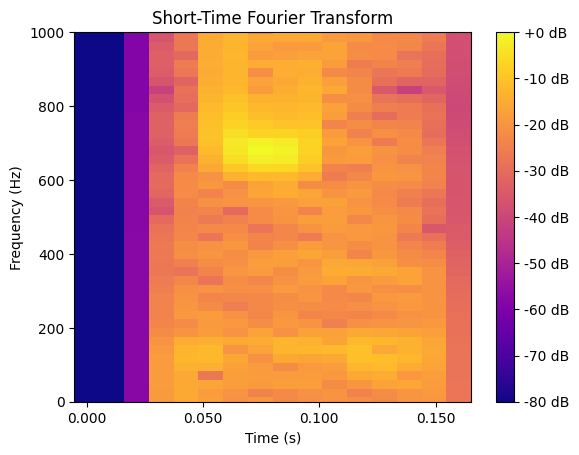 Short-Time Fourier Transform
Frequency (Hz)
1000
800
600
400
200
0
0.000
0.050
0.100
0.150
Time (s)
+0 dB
-10 dB
-20 dB
-30 dB
-40 dB
-50 dB
-60 dB
-70 dB
-80 dB